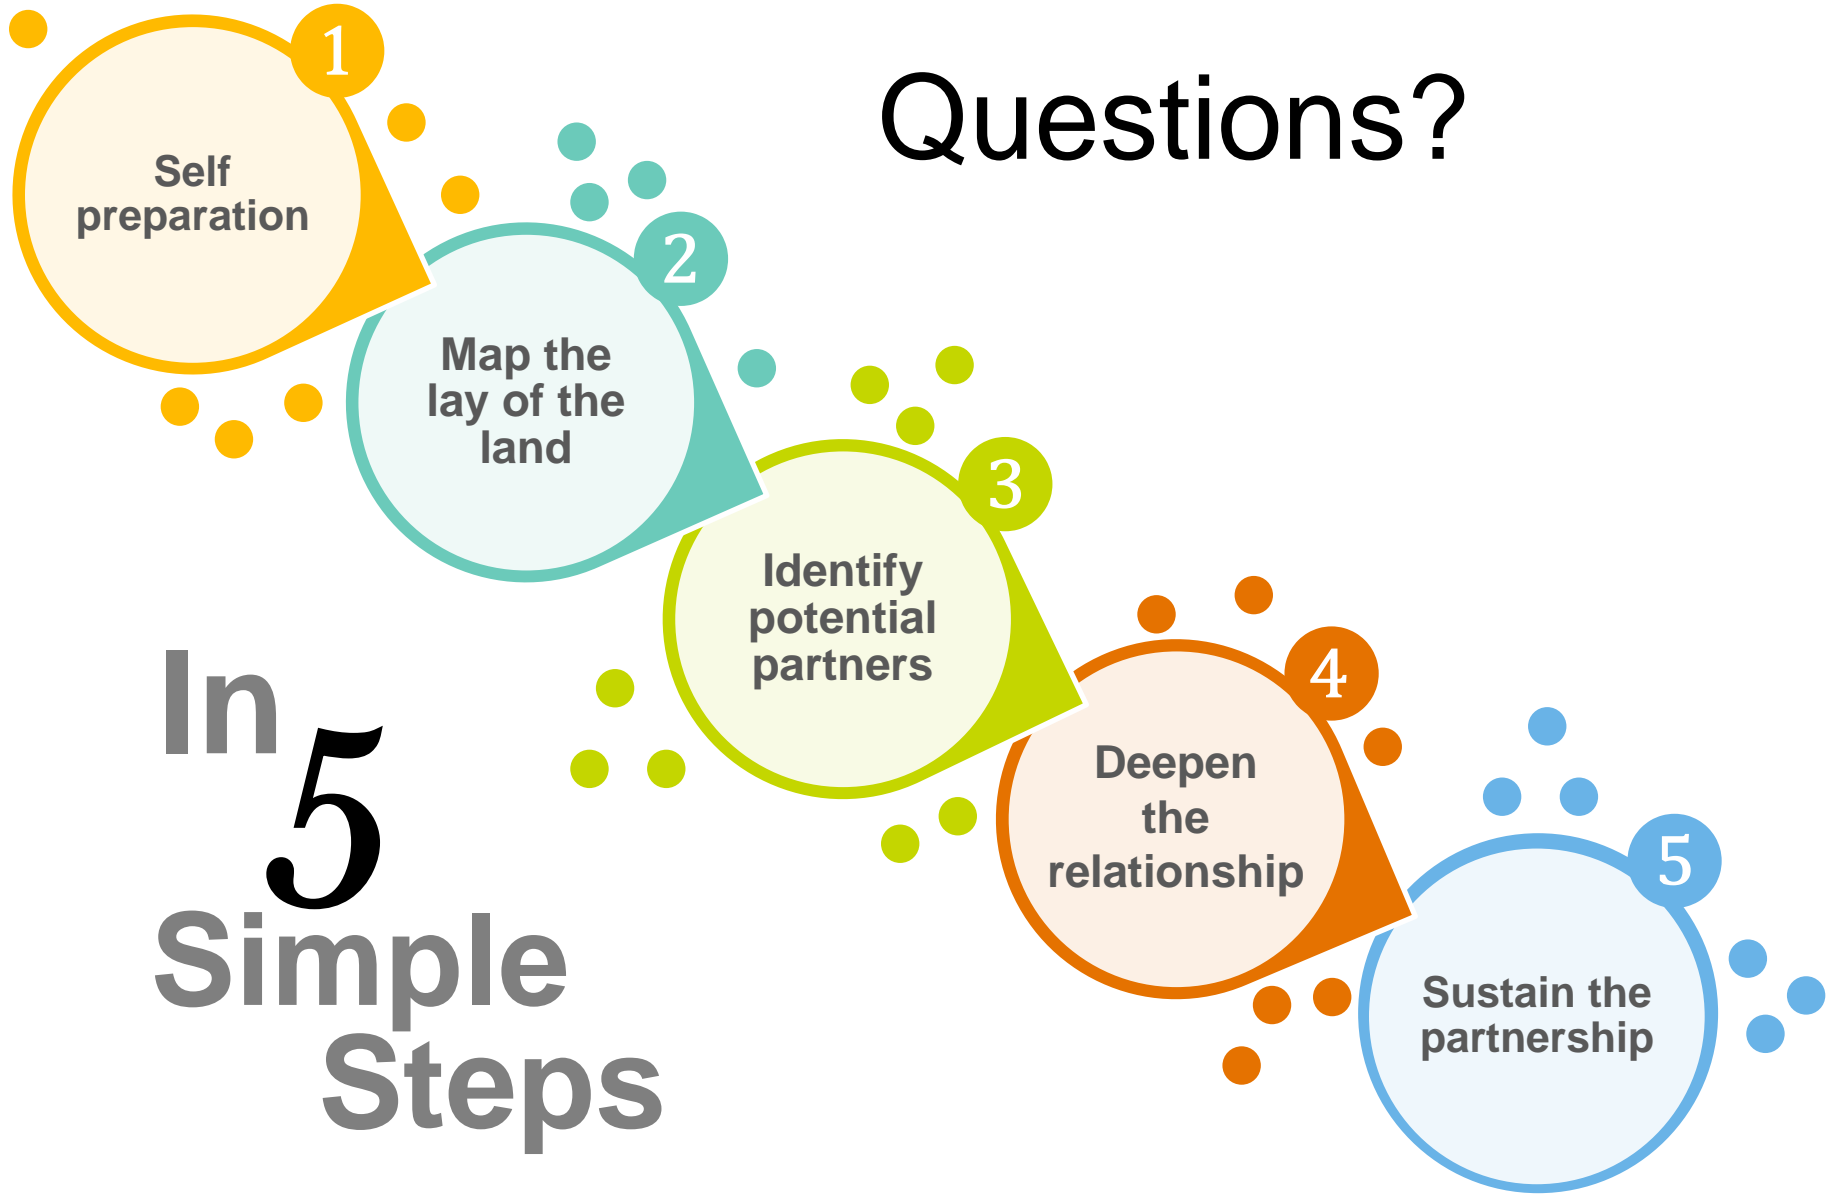 Questions?
1
Self
preparation
2
Map the
lay of the
land
3
Identify
potential
partners
4
Deepen
the
relationship
5
Sustain the
partnership
In
5
Simple
Steps